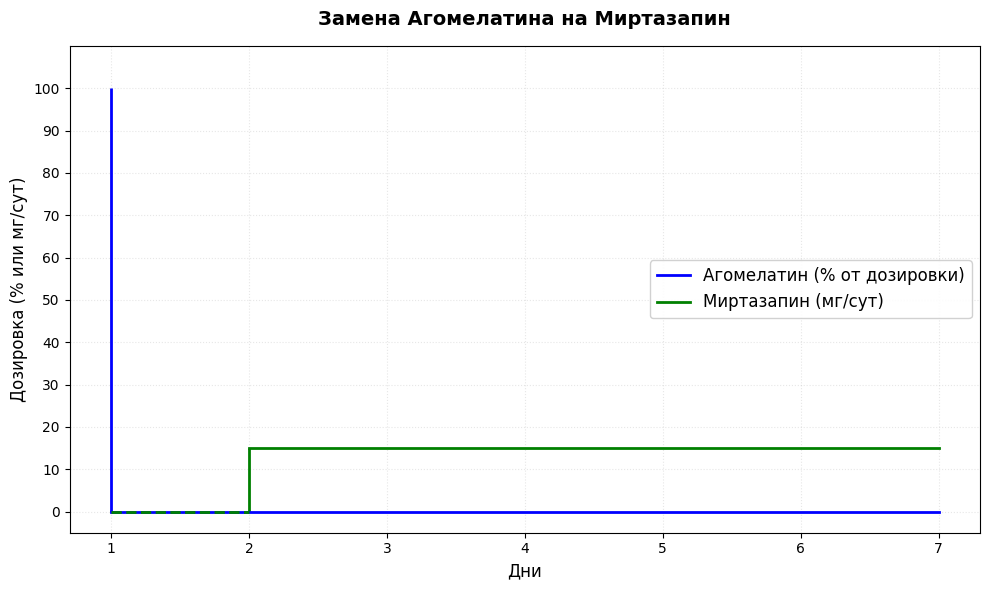 Замена Агомелатина на Миртазапин
Дозировка (% или мг/сут)
100
90
80
70
60
50
40
30
20
10
0
Агомелатин (% от дозировки)
Миртазапин (мг/сут)
1 2 3 4 5 6 7
Дни